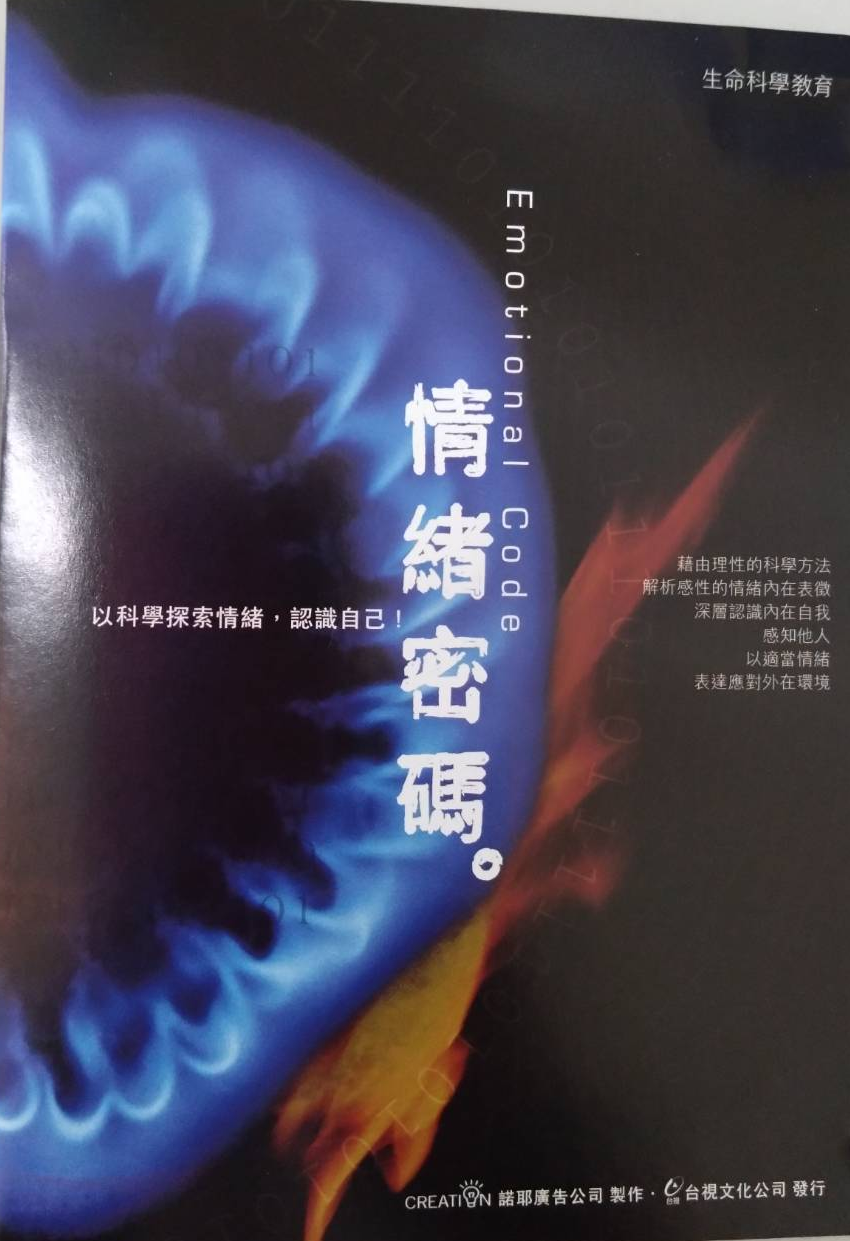 生命科學教育
Emotional Code
情緒密碼。
以科學探索情緒，認識自己！
藉由理性的科學方法
解析感性的情緒內在表徵
深層認識內在自我
感知他人
以適當情緒
表達應對外在環境
CREATION 諾耶廣告公司 製作・台視 台視文化公司 發行